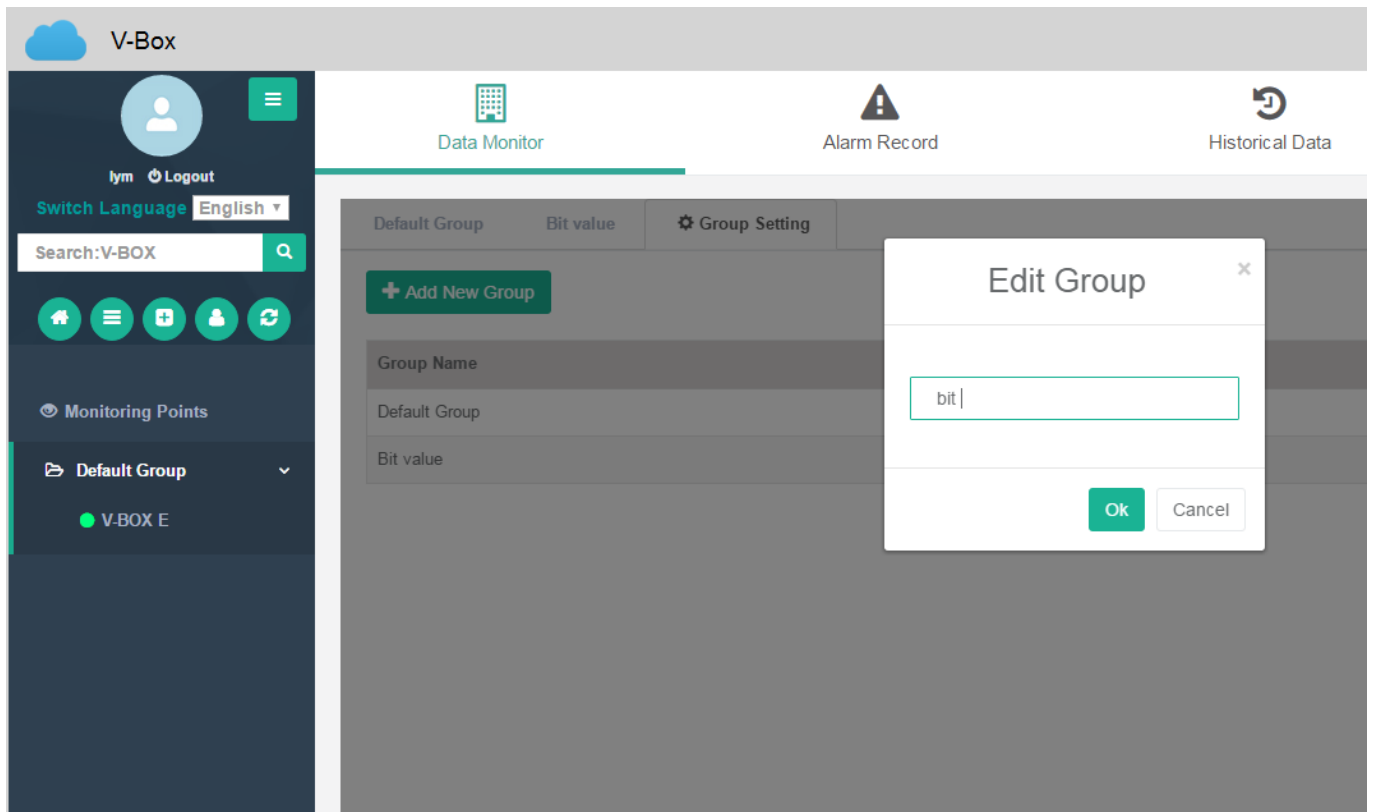 V-Box
lym Logout
Switch Language English
Search:V-BOX
Monitoring Points
Default Group
V-BOX E
Data Monitor
Alarm Record
Historical Data
Default Group Bit value Group Setting
Add New Group
Group Name
Default Group
Bit value
Edit Group ×
bit
Ok Cancel